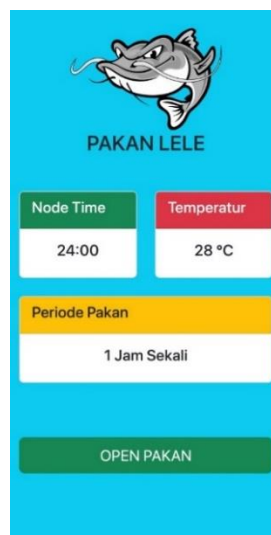 PAKAN LELE
Node Time
Temperatur
24:00
28 °C
Periode Pakan
1 Jam Sekali
OPEN PAKAN